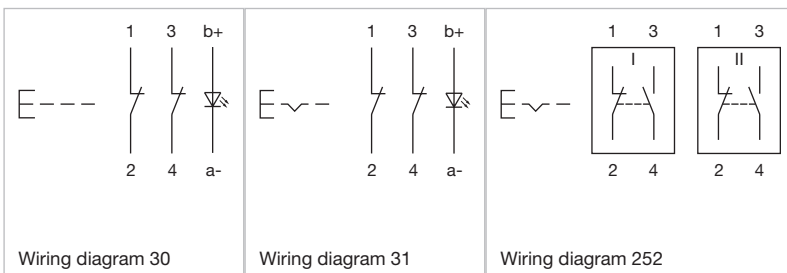 1 3 b+
2 4 a-
Wiring diagram 30
1 3 b+
2 4 a-
Wiring diagram 31
1 3 1 3
I II
2 4 2 4
Wiring diagram 252